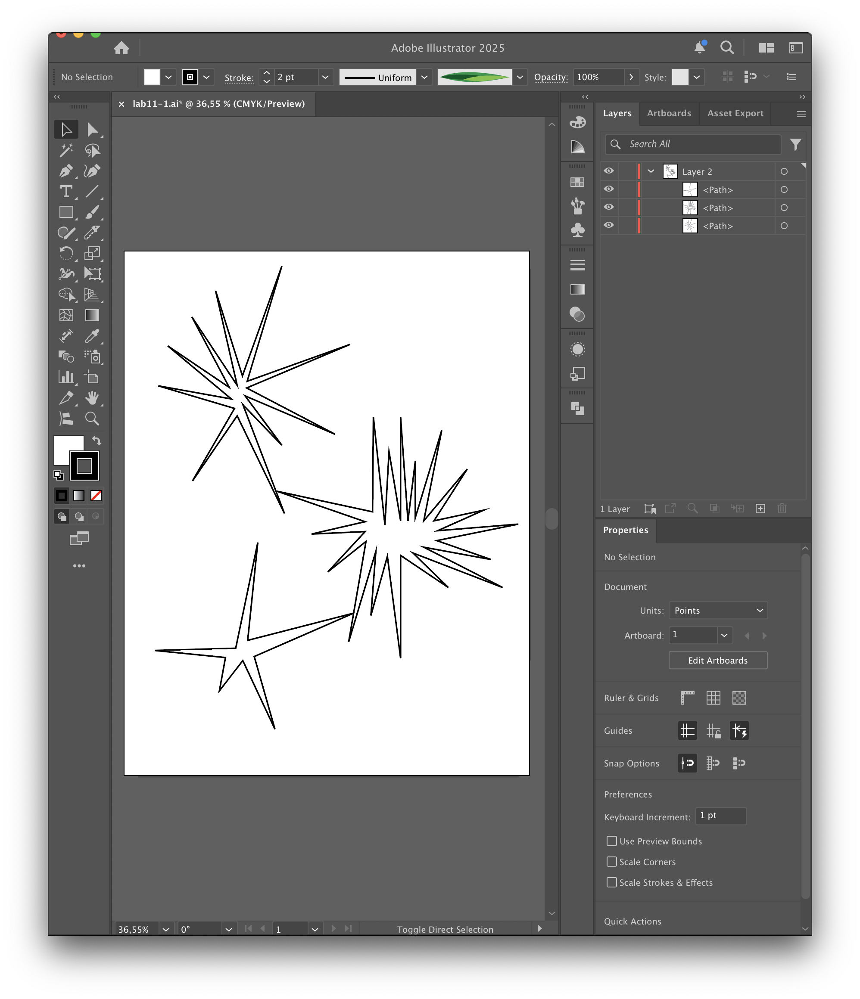 Adobe Illustrator 2025
No Selection
Stroke:
2 pt
Uniform
Opacity:
100%
Style:
lab11-1.ai* @ 36,55 % (CMYK/Preview)
Layers
Artboards
Asset Export
Search All
Layer 2
<Path>
<Path>
<Path>
1 Layer
Properties
No Selection
Document
Units:
Points
Artboard:
1
Edit Artboards
Ruler & Grids
Guides
Snap Options
Preferences
Keyboard Increment:
1 pt
Use Preview Bounds
Scale Corners
Scale Strokes & Effects
Quick Actions
36,55%
0°
1
Toggle Direct Selection